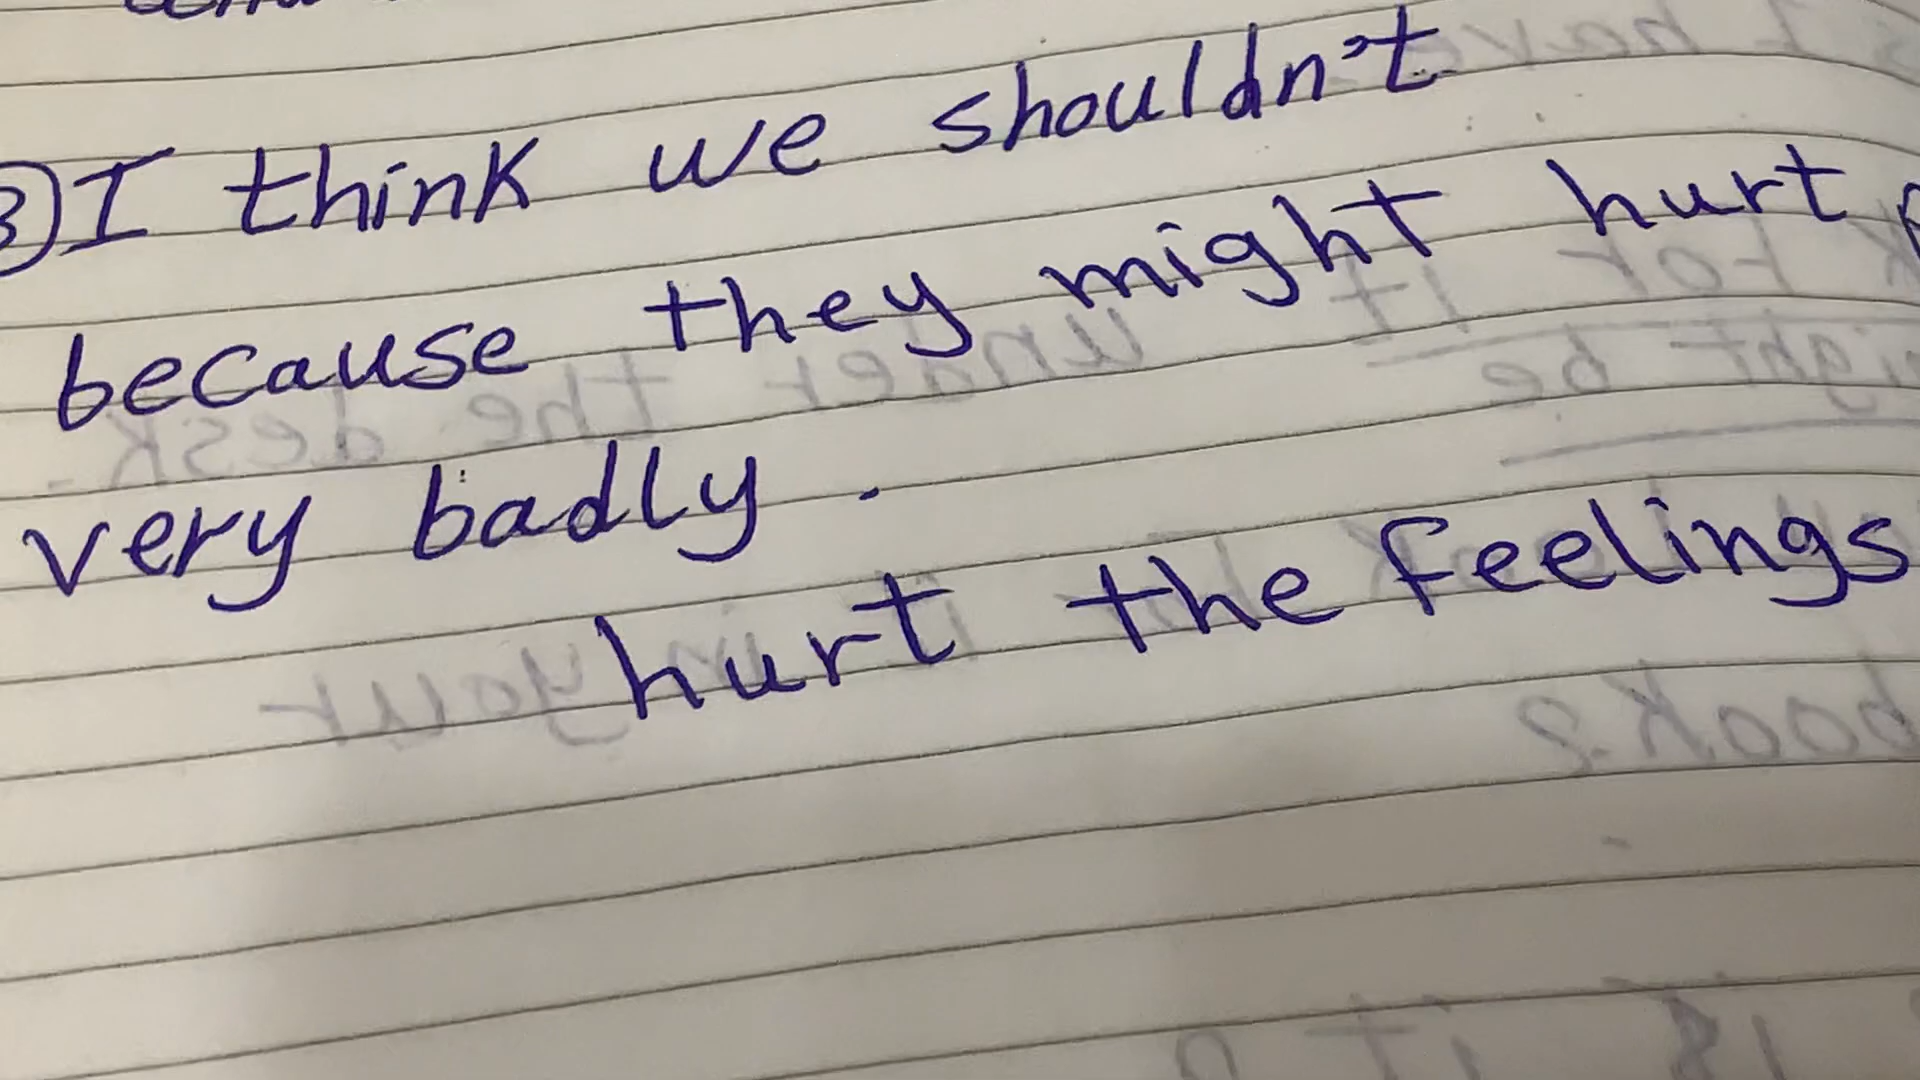 3) I think we shouldn't
because they might hurt
very badly.
hurt the feelings